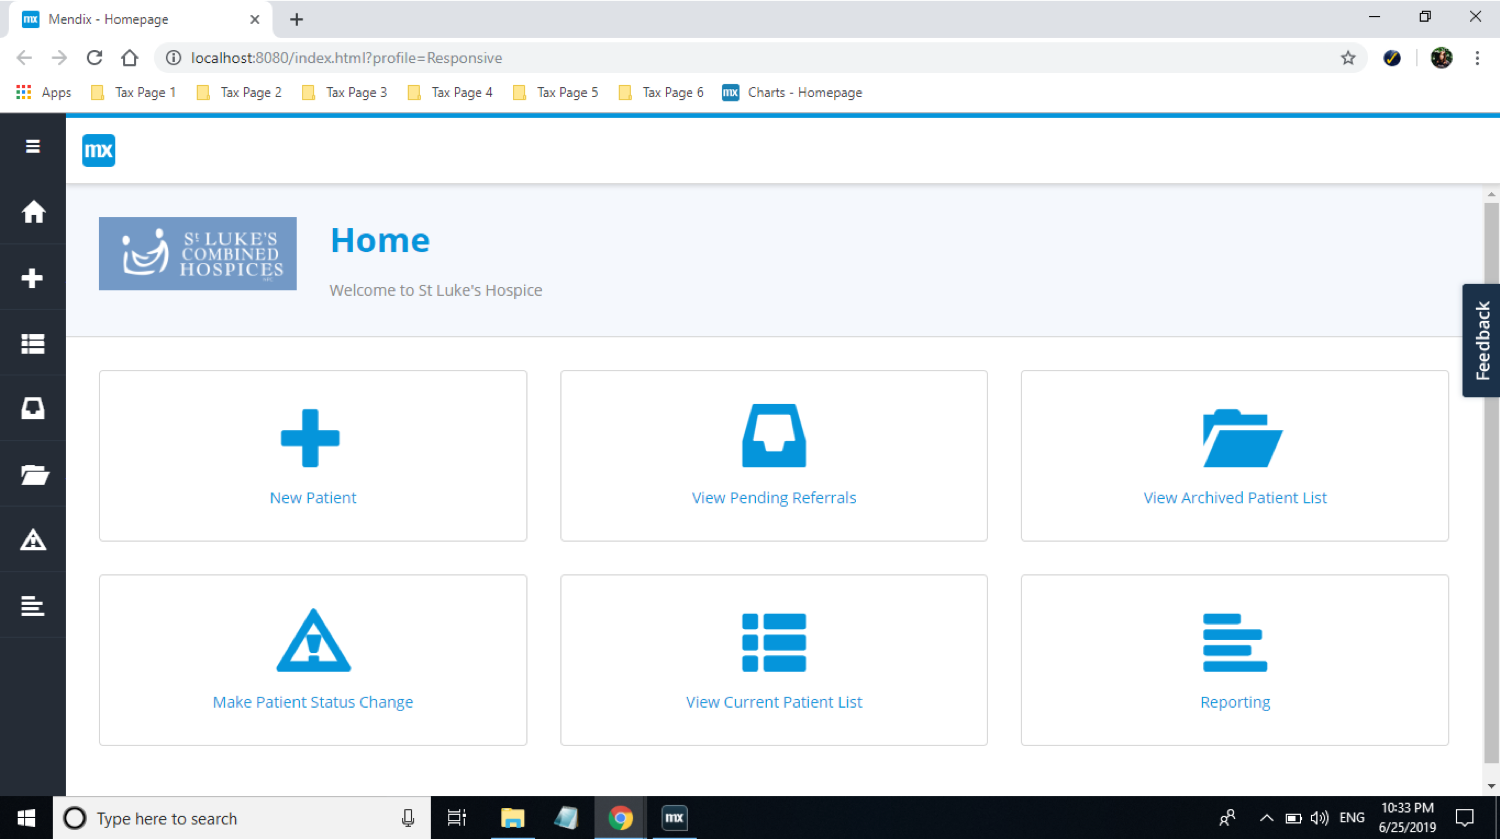 mx Mendix - Homepage
localhost:8080/index.html?profile=Responsive
Apps Tax Page 1 Tax Page 2 Tax Page 3 Tax Page 4 Tax Page 5 Tax Page 6 mx Charts - Homepage
mx
St LUKE'S
COMBINED
HOSPICES
Home
Welcome to St Luke's Hospice
Feedback
New Patient
View Pending Referrals
View Archived Patient List
Make Patient Status Change
View Current Patient List
Reporting
Type here to search
mx
ENG
10:33 PM
6/25/2019